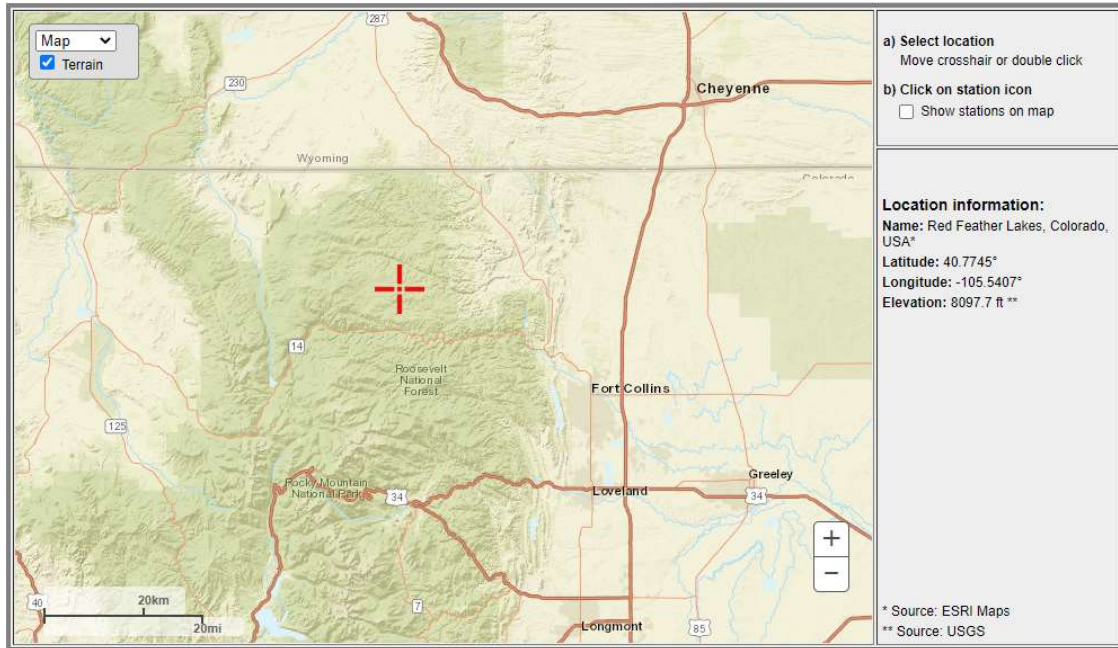 Map
Terrain
287
230
Cheyenne
Wyoming
Colorado
14
Roosevelt
National
Forest
Fort Collins
125
Rocky Mountain
National Park
34
Loveland
Greeley
34
+
−
40
20km
20mi
7
Longmont
85
a) Select location
Move crosshair or double click
b) Click on station icon
Show stations on map
Location information:
Name: Red Feather Lakes, Colorado,
USA*
Latitude: 40.7745°
Longitude: -105.5407°
Elevation: 8097.7 ft **
* Source: ESRI Maps
** Source: USGS